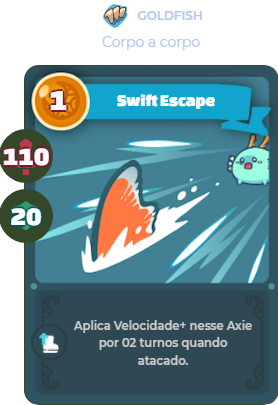 GOLDFISH
Corpo a corpo
1
Swift Escape
110
20
Aplica Velocidade+ nesse Axie
por 02 turnos quando
atacado.